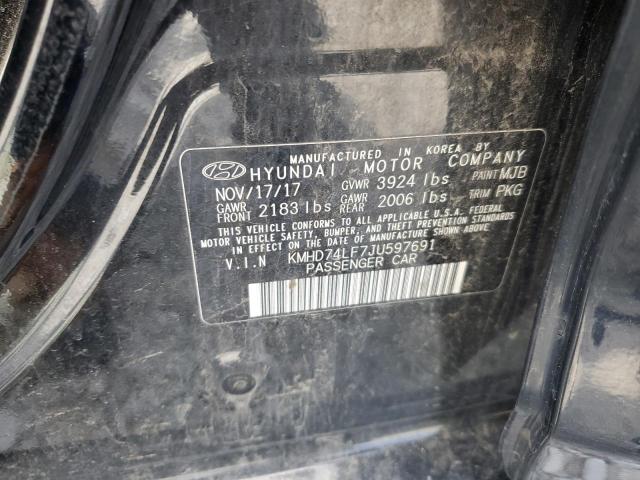 MANUFACTURED IN KOREA BY
HYUNDAI MOTOR COMPANY
NOV/17/17 GVWR 3924 lbs PAINT MJB
GAWR FRONT 2183 lbs GAWR REAR 2006 lbs TRIM PKG
THIS VEHICLE CONFORMS TO ALL APPLICABLE U.S.A. FEDERAL
MOTOR VEHICLE SAFETY, BUMPER, AND THEFT PREVENTION STANDARDS
IN EFFECT ON THE DATE OF MANUFACTURE SHOWN ABOVE.
V.I.N KMHD74LF7JU597691
PASSENGER CAR